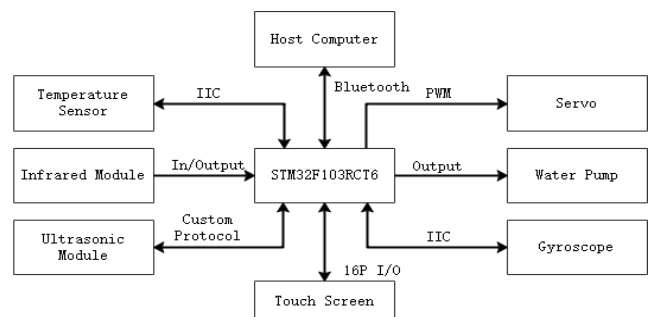 Host Computer
Bluetooth
Temperature
Sensor
IIC
PWM
Servo
Infrared Module
In/Output
STM32F103RCT6
Output
Water Pump
Ultrasonic
Module
Custom
Protocol
IIC
Gyroscope
16P I/O
Touch Screen